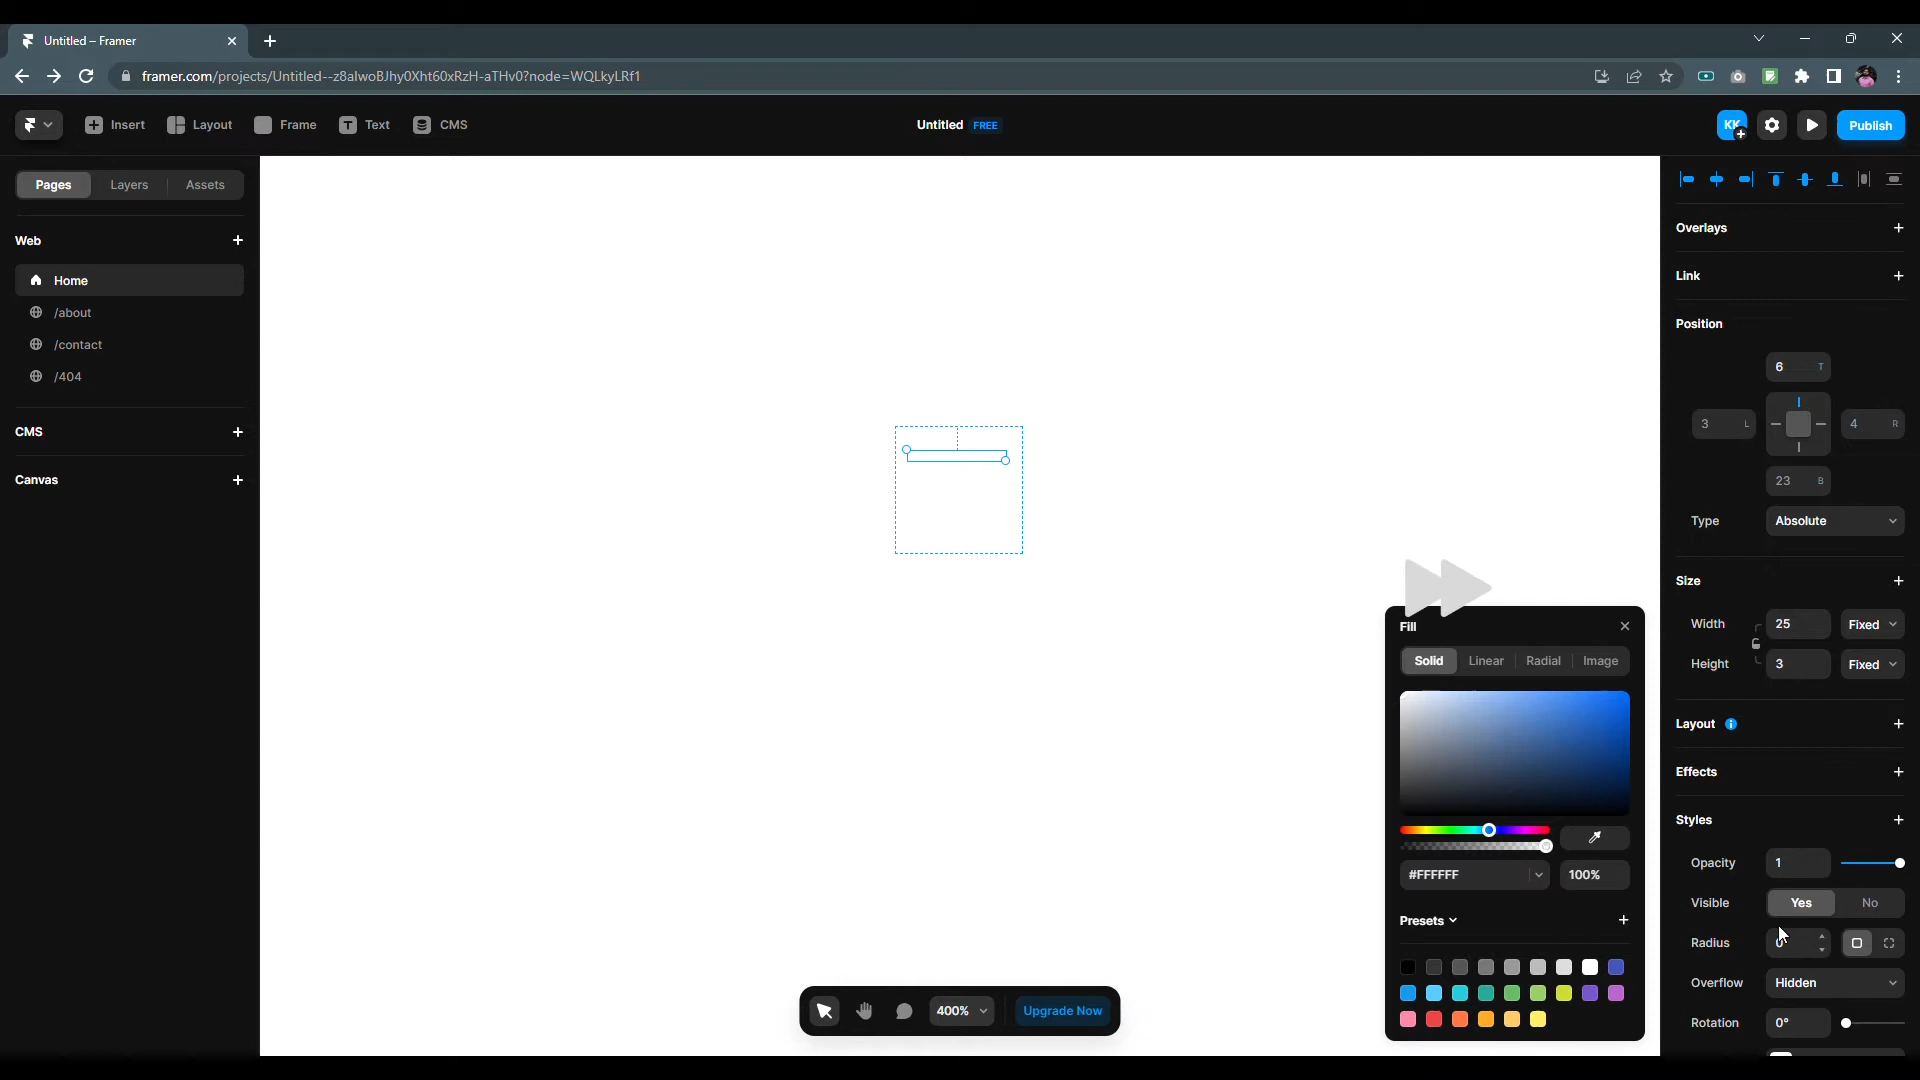 Untitled – Framer
framer.com/projects/Untitled--z8alwoBJhy0Xht60xRzH-aTHv0?node=WQLkyLRf1
Insert
Layout
Frame
Text
CMS
Untitled FREE
KK
Publish
Pages
Layers
Assets
Web
Home
/about
/contact
/404
CMS
Canvas
Overlays
Link
Position
6 T
3 L
4 R
23 B
Type Absolute
Size
Width 25 Fixed
Height 3 Fixed
Layout
Effects
Styles
Opacity 1
Visible Yes No
Radius 0
Overflow Hidden
Rotation 0°
Fill
Solid Linear Radial Image
#FFFFFF 100%
Presets
400%
Upgrade Now